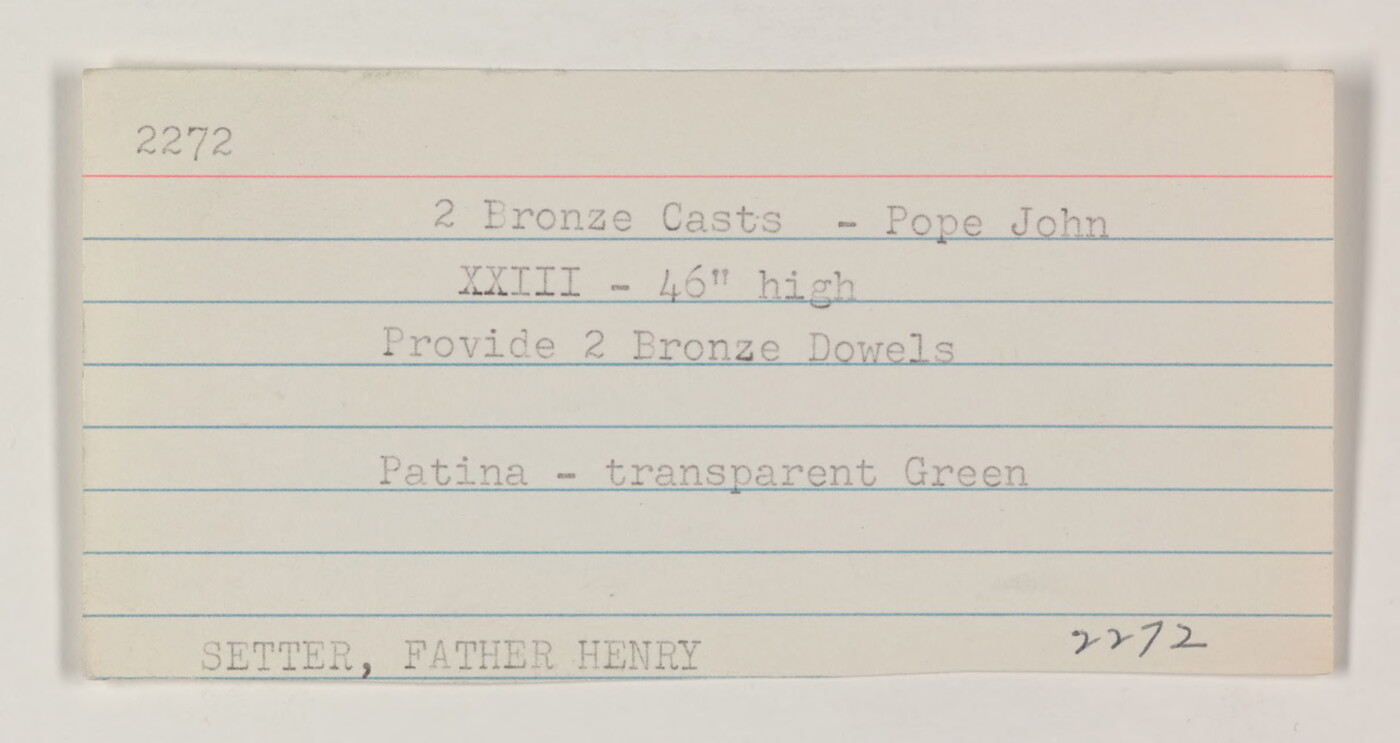 2272
2 Bronze Casts - Pope John
XXIII - 46" high
Provide 2 Bronze Dowels
Patina - transparent Green
SETTER, FATHER HENRY
2272